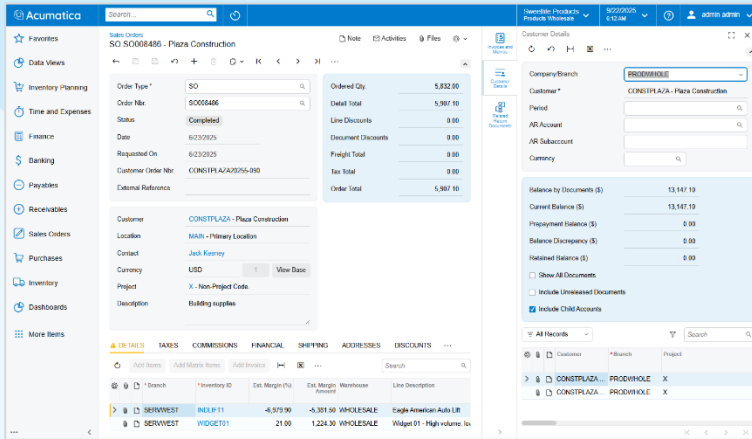 Acumatica
Search...
Sweetlife Products
Products Wholesale
9/22/2025
6:12 AM
admin admin
Favorites
Data Views
Inventory Planning
Time and Expenses
Finance
Banking
Payables
Receivables
Sales Orders
Purchases
Inventory
Dashboards
More Items
Sales Orders
SO SO008486 - Plaza Construction
Note
Activities
Files
Order Type *
SO
Order Nbr.
SO008486
Status
Completed
Date
6/23/2025
Requested On
6/23/2025
Customer Order Nbr.
CONSTPLAZA20255-090
External Reference
Ordered Qty.
5,832.00
Detail Total
5,907.10
Line Discounts
0.00
Document Discounts
0.00
Freight Total
0.00
Tax Total
0.00
Order Total
5,907.10
Customer
CONSTPLAZA - Plaza Construction
Location
MAIN - Primary Location
Contact
Jack Kearney
Currency
USD
1
View Base
Project
X - Non-Project Code.
Description
Building supplies
DETAILS
TAXES
COMMISSIONS
FINANCIAL
SHIPPING
ADDRESSES
DISCOUNTS
Add Items
Add Matrix Items
Add Invoice
Search
* Branch
* Inventory ID
Est. Margin (%)
Est. Margin Amount
Warehouse
Line Description
SERVWEST
INDLIFT1
-5,381.50
WHOLESALE
Eagle American Auto Lift
SERVWEST
WIDGET01
21.00
1,224.30
WHOLESALE
Widget 01 - High volume, lo
Invoices and Memos
Customer Details
Related Return Documents
Customer Details
Company/Branch
PRODWHOLE
Customer *
CONSTPLAZA - Plaza Construction
Period
AR Account
AR Subaccount
Currency
Balance by Documents ($)
13,147.10
Current Balance ($)
13,147.10
Prepayment Balance ($)
0.00
Balance Discrepancy ($)
0.00
Retained Balance ($)
0.00
Show All Documents
Include Unreleased Documents
Include Child Accounts
All Records
Search
Customer
* Branch
Project
CONSTPLAZA...
PRODWHOLE
X
CONSTPLAZA...
PRODWHOLE
X